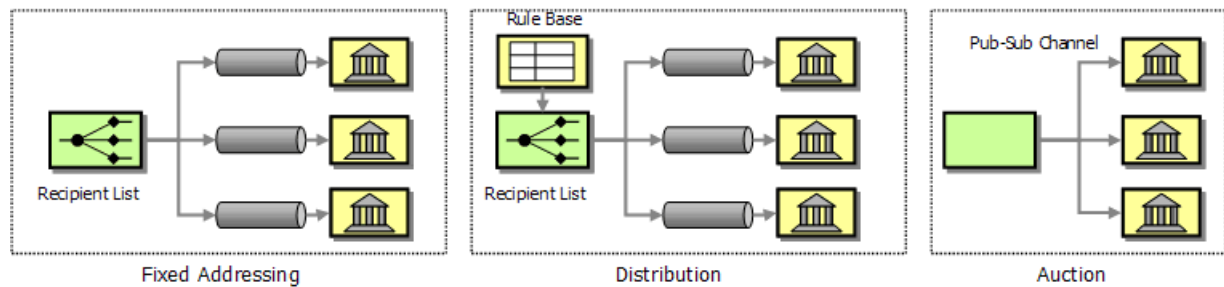 Rule Base
Pub-Sub Channel
Recipient List
Recipient List
Fixed Addressing
Distribution
Auction